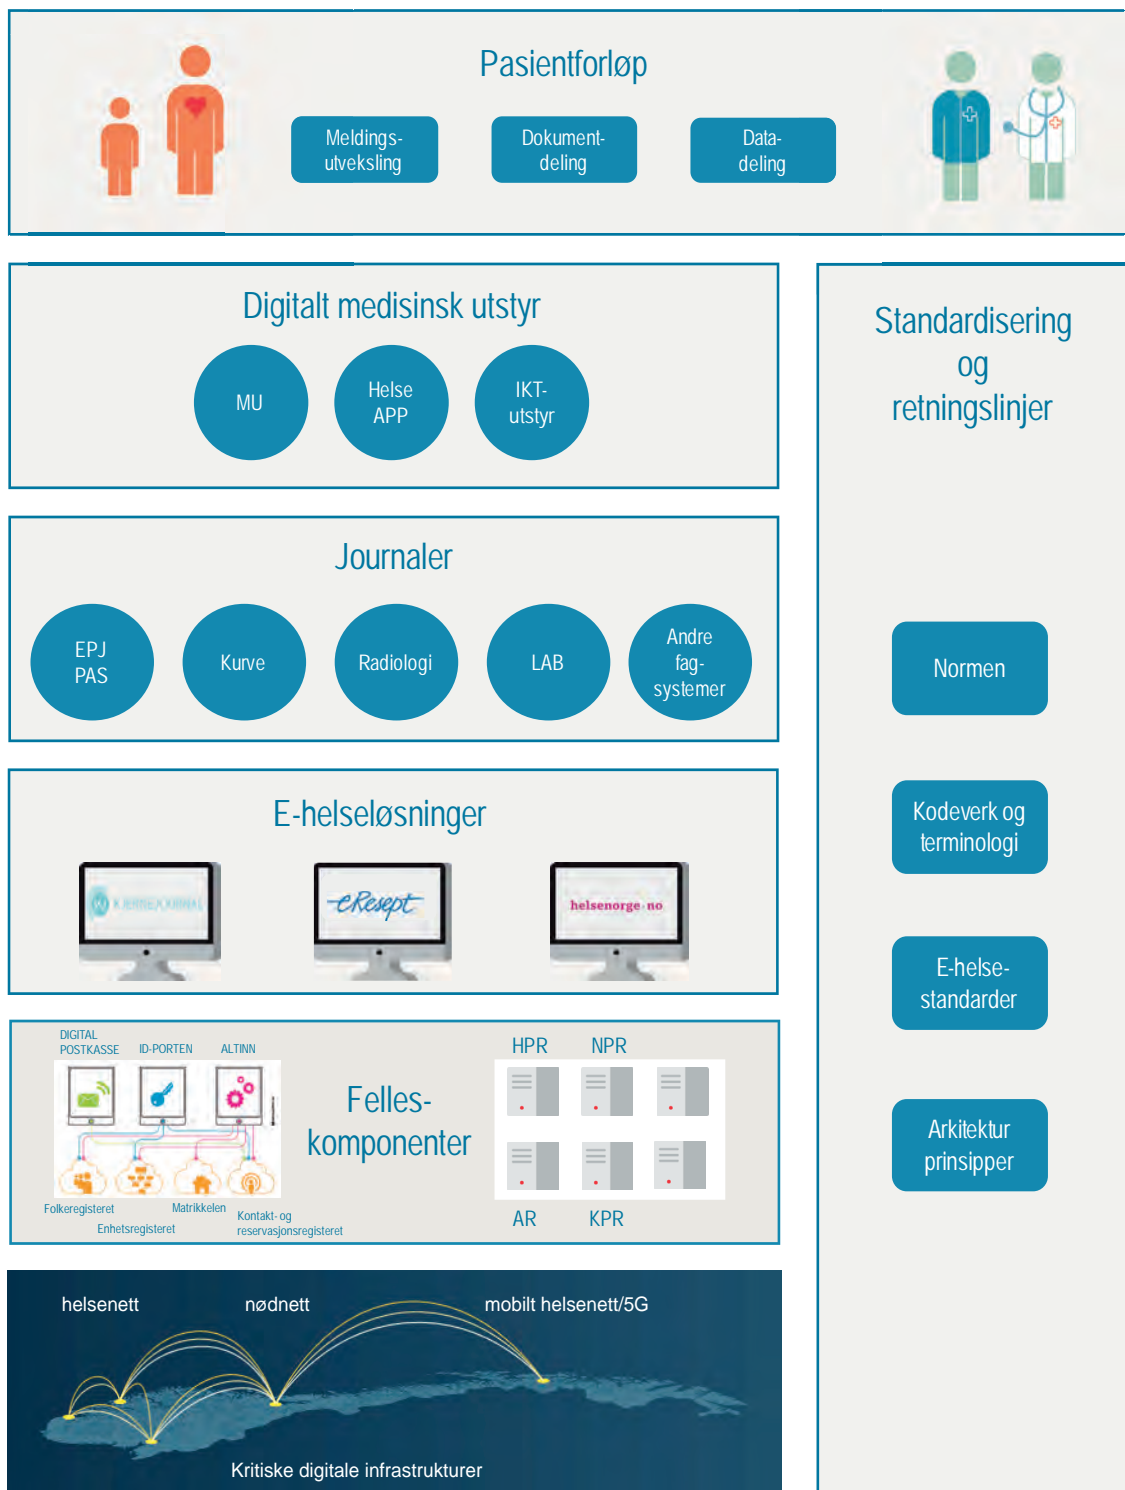 Pasientforløp
Meldings-
utveksling
Dokument-
deling
Data-
deling
Digitalt medisinsk utstyr
MU
Helse
APP
IKT-
utstyr
Journaler
EPJ
PAS
Kurve
Radiologi
LAB
Andre
fag-
systemer
E-helseløsninger
KJERNEJOURNAL
eResept
helsenorge.no
DIGITAL
POSTKASSE
ID-PORTEN
ALTINN
Folkeregisteret
Enhetsregisteret
Matrikkelen
Kontakt- og
reservasjonsregisteret
Felles-
komponenter
HPR
NPR
AR
KPR
helsenett
nødnett
mobilt helsenett/5G
Kritiske digitale infrastrukturer
Standardisering
og
retningslinjer
Normen
Kodeverk og
terminologi
E-helse-
standarder
Arkitektur
prinsipper